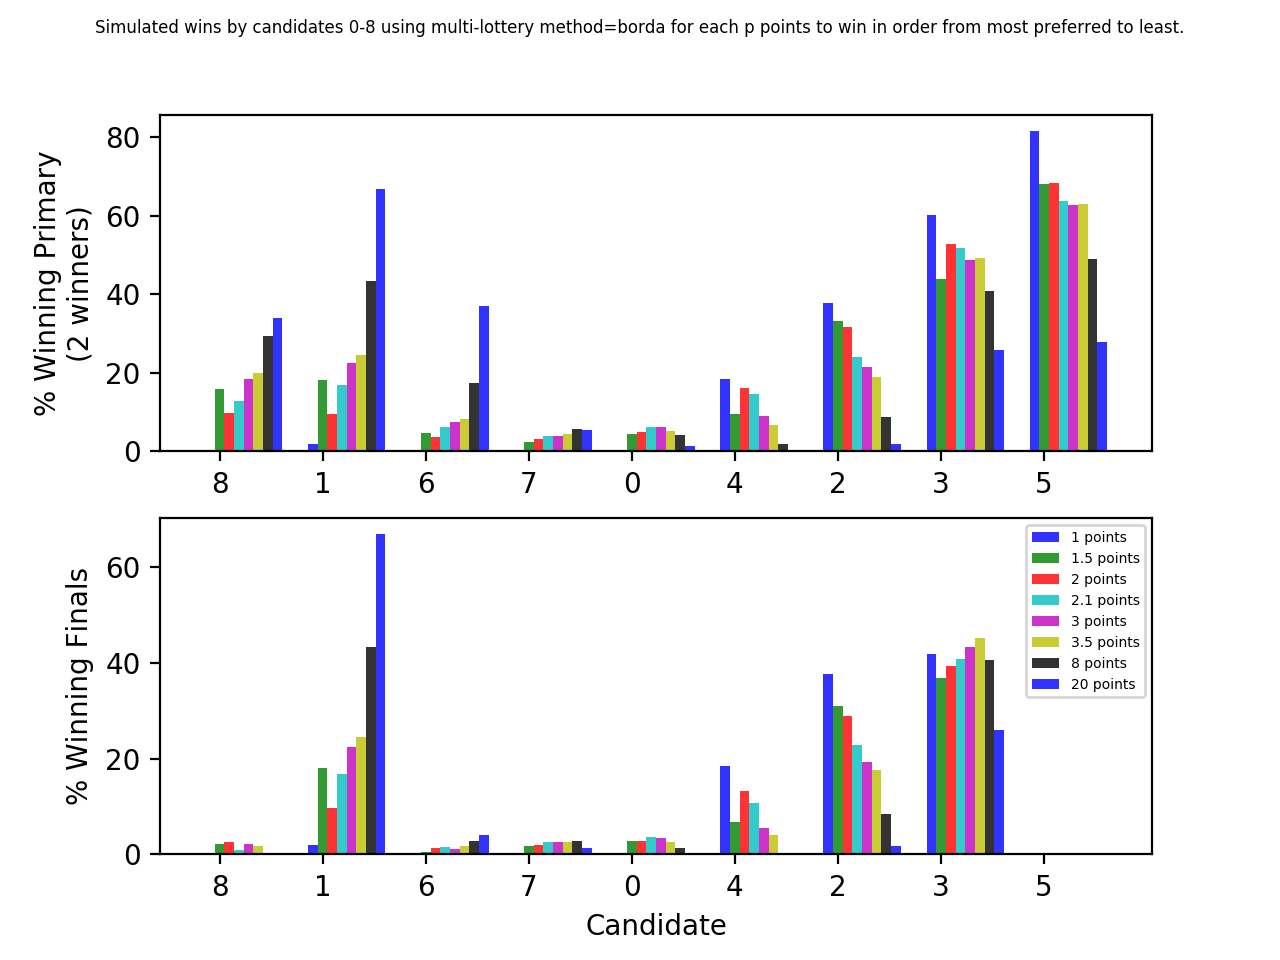 Simulated wins by candidates 0-8 using multi-lottery method=borda for each p points to win in order from most preferred to least.
% Winning Primary
(2 winners)
80
60
40
20
0
8 1 6 7 0 4 2 3 5
% Winning Finals
60
40
20
0
1 points
1.5 points
2 points
2.1 points
3 points
3.5 points
8 points
20 points
8 1 6 7 0 4 2 3 5
Candidate